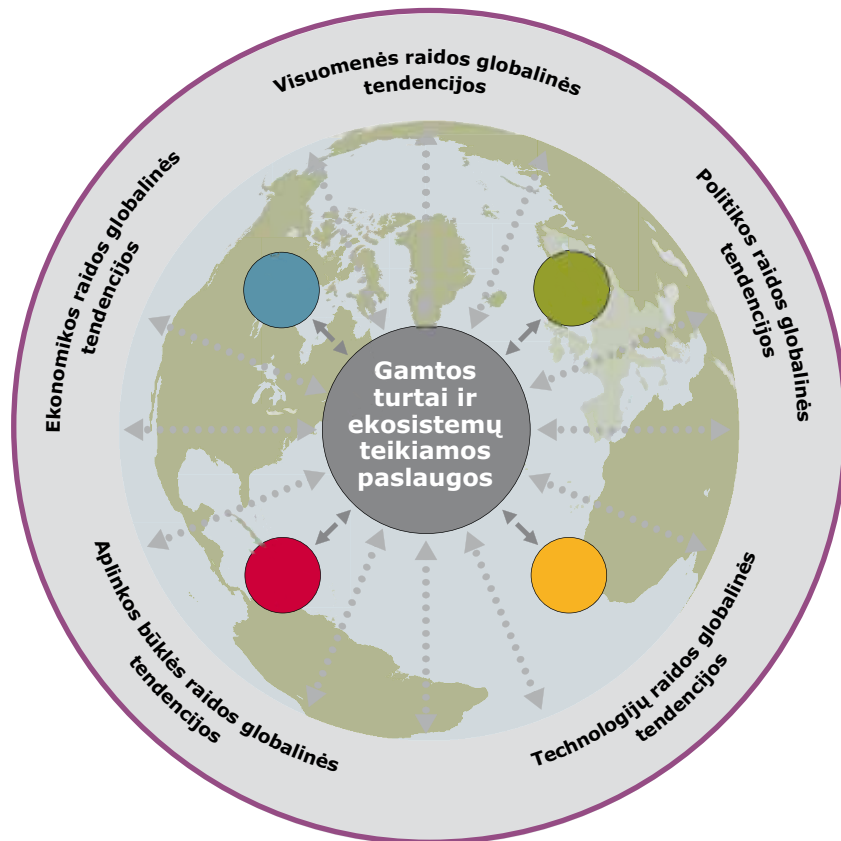 Visuomenės raidos globalinės
tendencijos
Politikos raidos globalinės
tendencijos
Technologijų raidos globalinės
tendencijos
Aplinkos būklės raidos globalinės
tendencijos
Ekonomikos raidos globalinės
tendencijos
Gamtos
turtai ir
ekosistemų
teikiamos
paslaugos